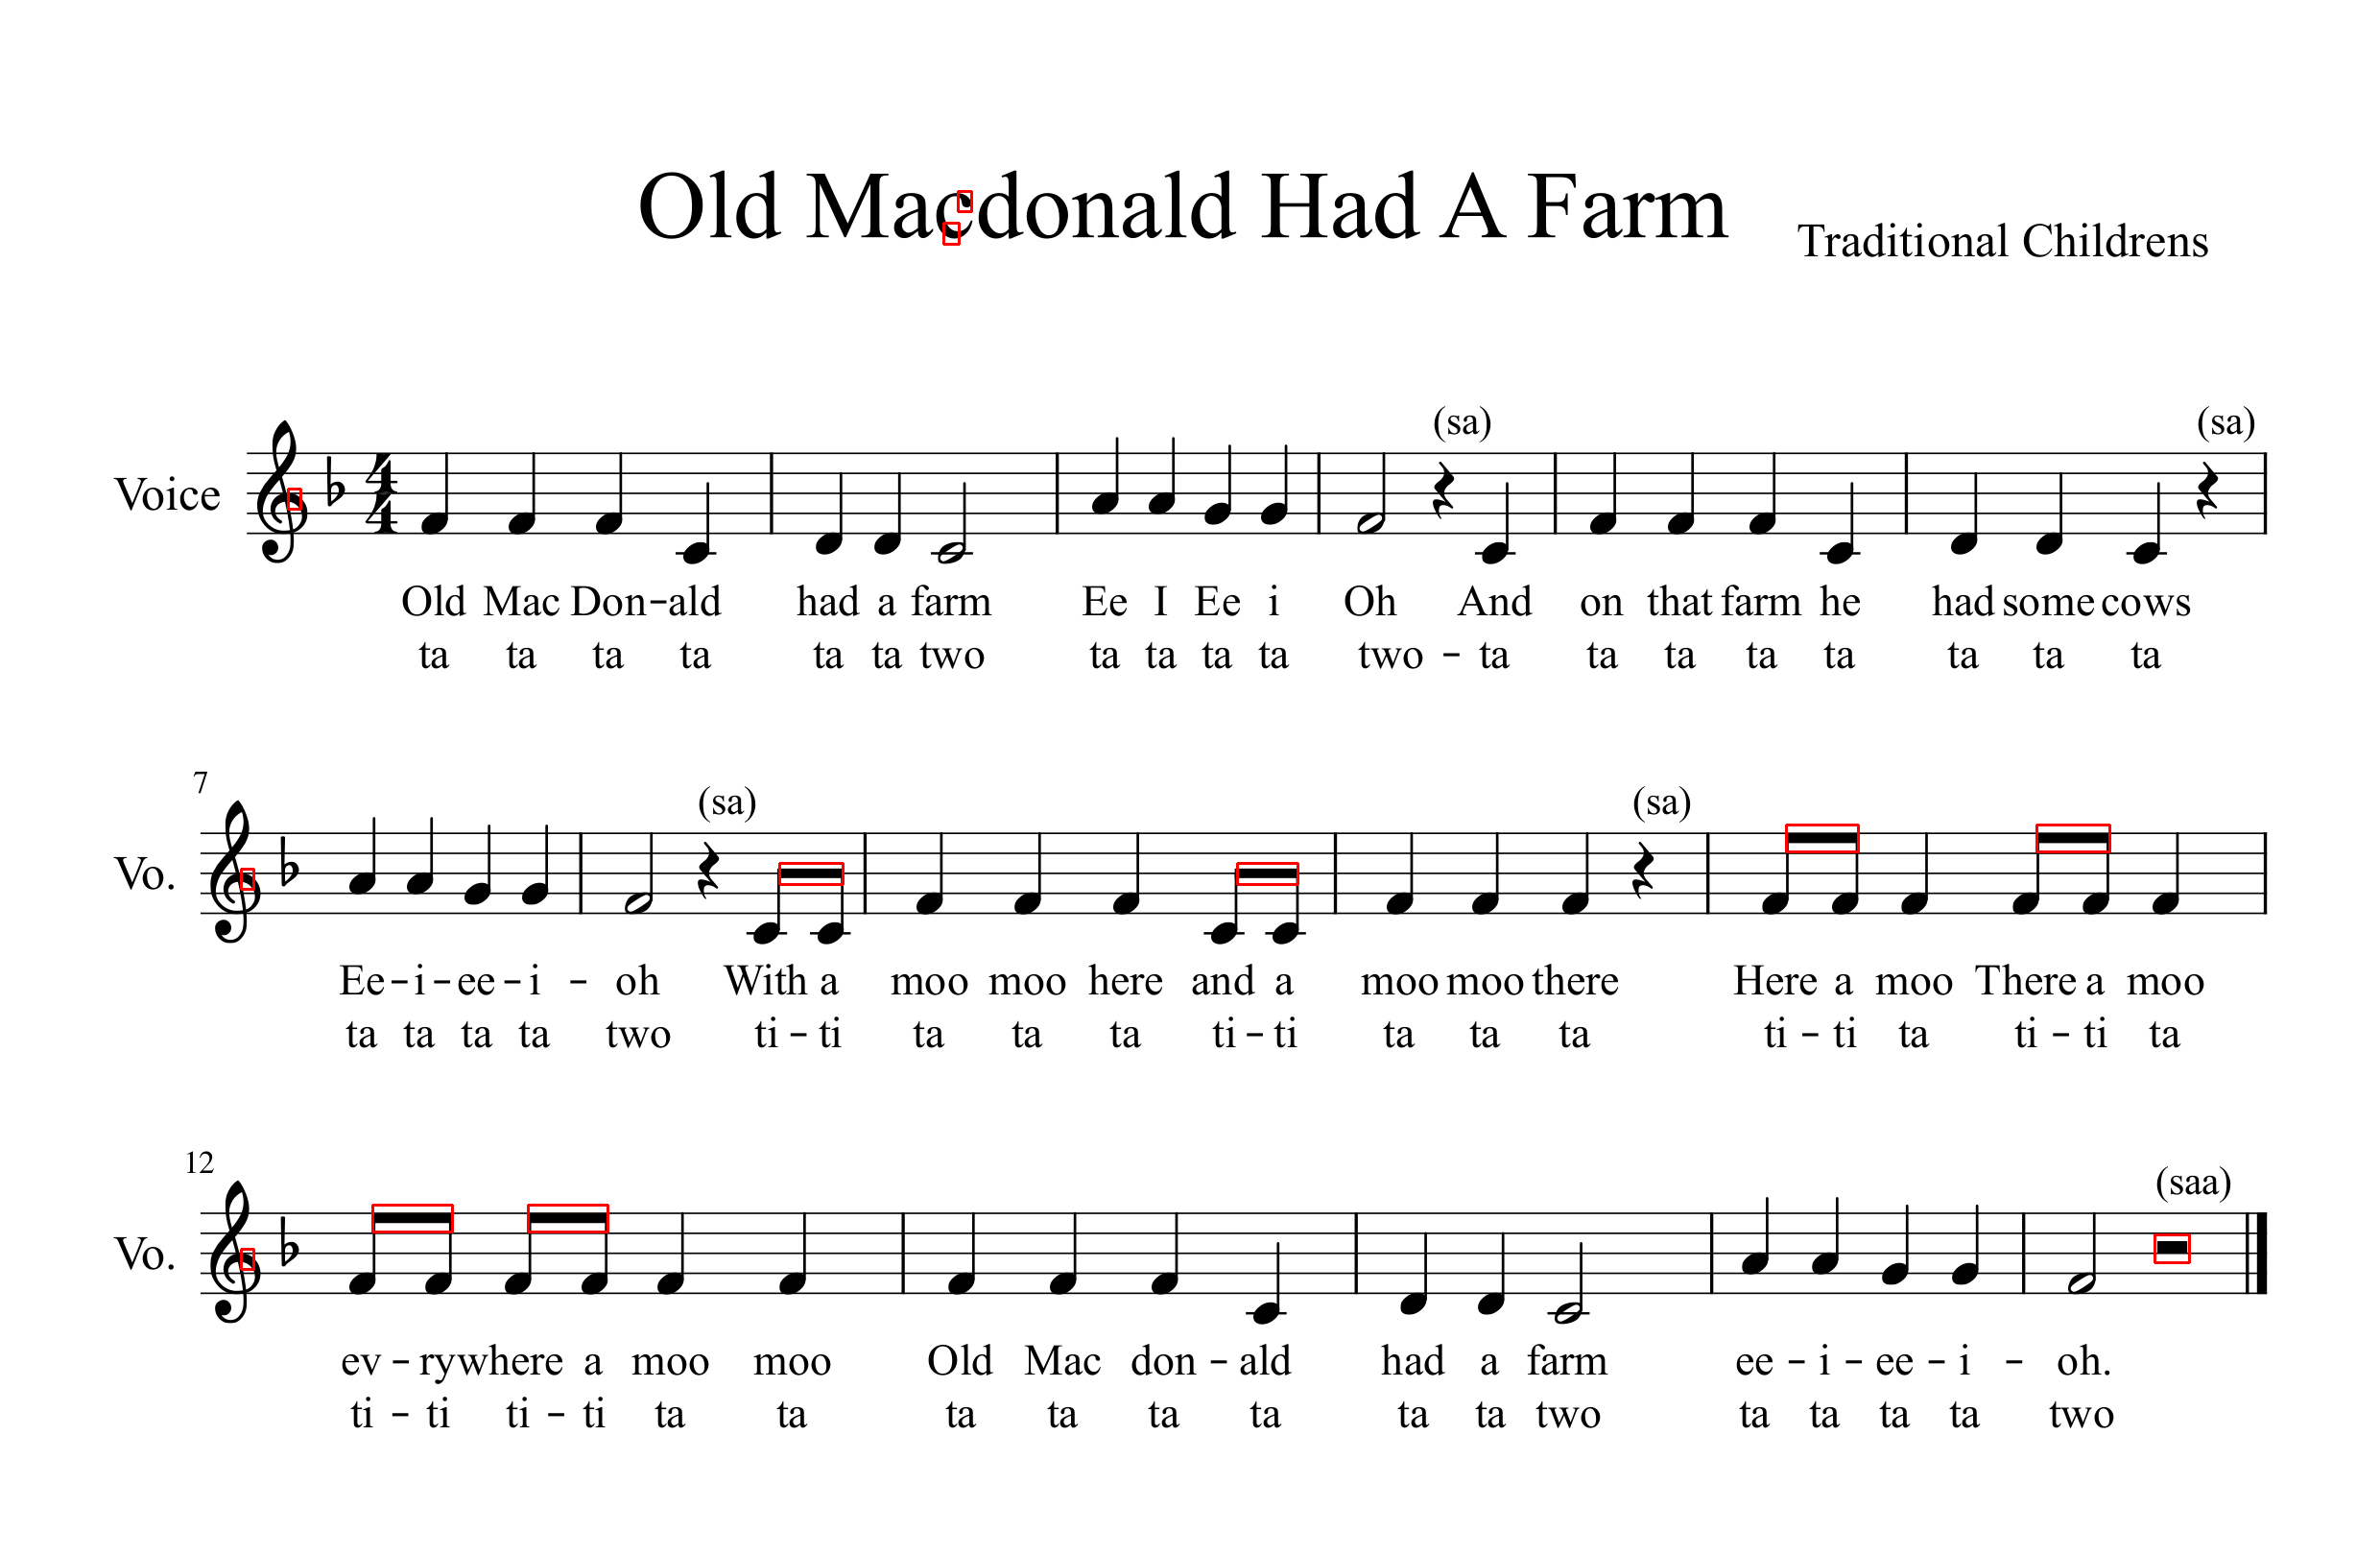 Old Macdonald Had A Farm
Traditional Childrens
(sa) (sa)
Voice
Old Mac Don-ald had a farm Ee I Ee i Oh And on that farm he had some cows
ta ta ta ta ta ta two ta ta ta ta two - ta ta ta ta ta ta ta ta
7
(sa) (sa)
Vo.
Ee-i-ee-i - oh With a moo moo here and a moo moo there Here a moo There a moo
ta ta ta ta two ti-ti ta ta ta ti-ti ta ta ta ti-ti ta ti-ti ta
12
(saa)
Vo.
ev-rywhere a moo moo Old Mac don-ald had a farm ee-i-ee-i - oh.
ti-ti ti-ti ta ta ta ta ta ta ta ta two ta ta ta ta two